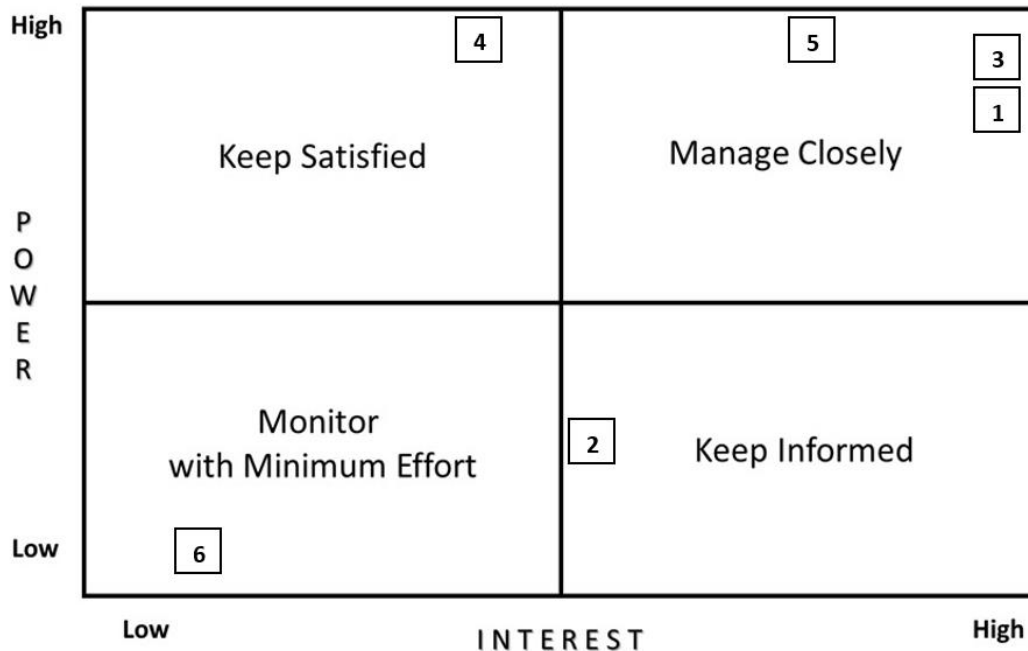 High
4
5
3
1
Keep Satisfied
Manage Closely
POWER
Monitor
with Minimum Effort
2
Keep Informed
6
Low
Low
INTEREST
High